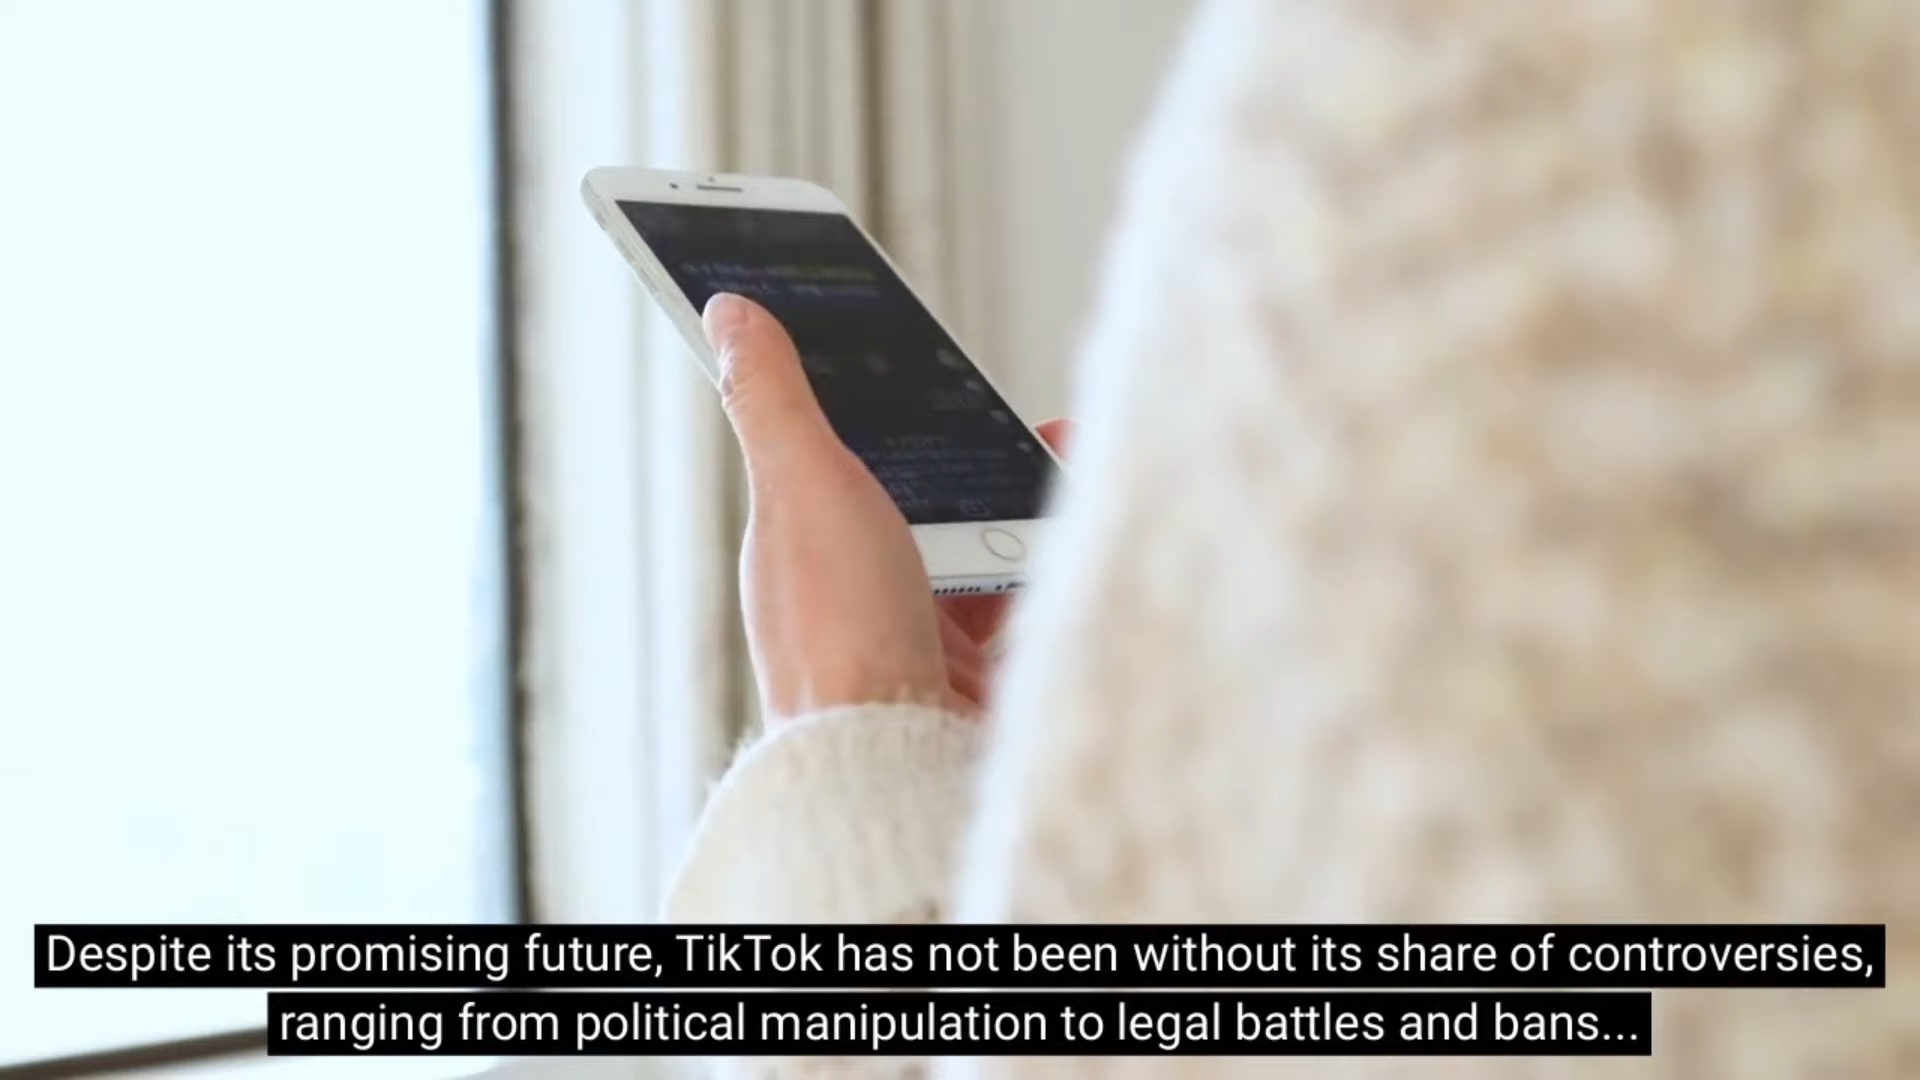 Despite its promising future, TikTok has not been without its share of controversies,
ranging from political manipulation to legal battles and bans...